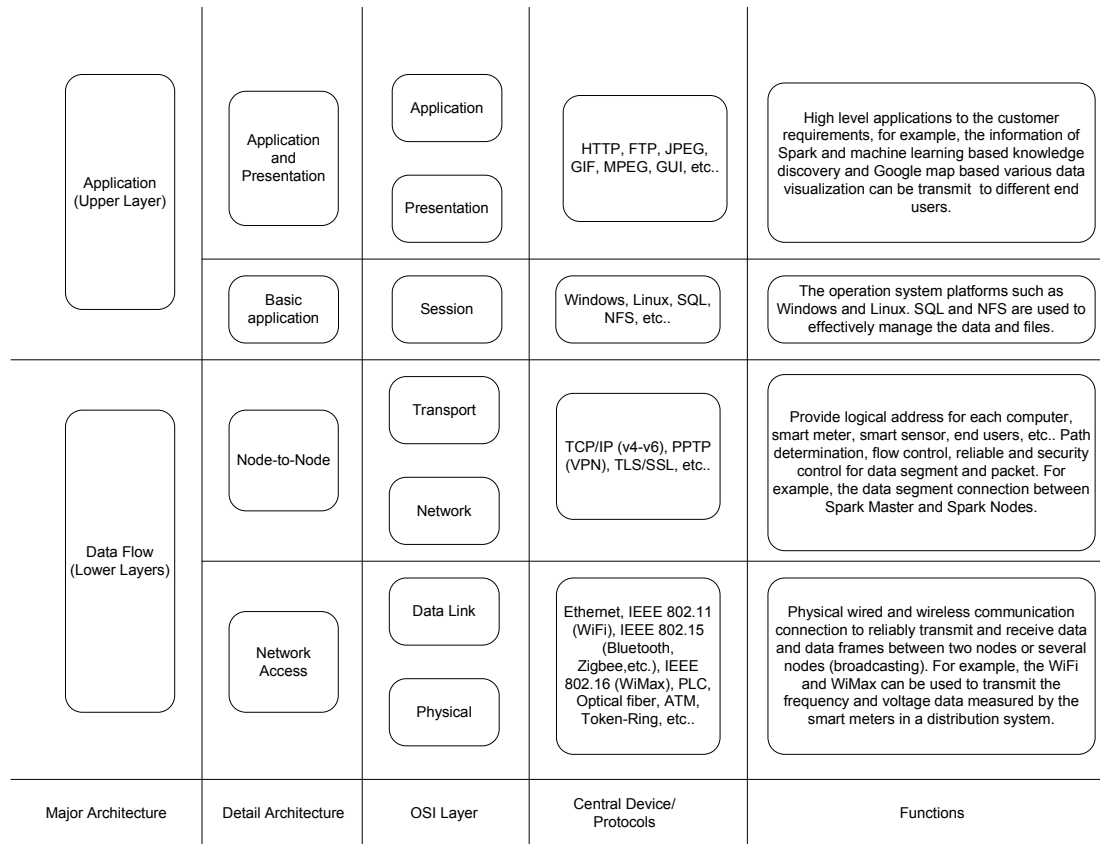 Application
(Upper Layer)
Application
and
Presentation
Application
Presentation
HTTP, FTP, JPEG,
GIF, MPEG, GUI, etc..
High level applications to the customer
requirements, for example, the information of
Spark and machine learning based knowledge
discovery and Google map based various data
visualization can be transmit to different end
users.
Basic
application
Session
Windows, Linux, SQL,
NFS, etc..
The operation system platforms such as
Windows and Linux. SQL and NFS are used to
effectively manage the data and files.
Data Flow
(Lower Layers)
Node-to-Node
Transport
Network
TCP/IP (v4-v6), PPTP
(VPN), TLS/SSL, etc..
Provide logical address for each computer,
smart meter, smart sensor, end users, etc.. Path
determination, flow control, reliable and security
control for data segment and packet. For
example, the data segment connection between
Spark Master and Spark Nodes.
Network
Access
Data Link
Physical
Ethernet, IEEE 802.11
(WiFi), IEEE 802.15
(Bluetooth,
Zigbee,etc.), IEEE
802.16 (WiMax), PLC,
Optical fiber, ATM,
Token-Ring, etc..
Physical wired and wireless communication
connection to reliably transmit and receive data
and data frames between two nodes or several
nodes (broadcasting). For example, the WiFi
and WiMax can be used to transmit the
frequency and voltage data measured by the
smart meters in a distribution system.
Major Architecture
Detail Architecture
OSI Layer
Central Device/
Protocols
Functions